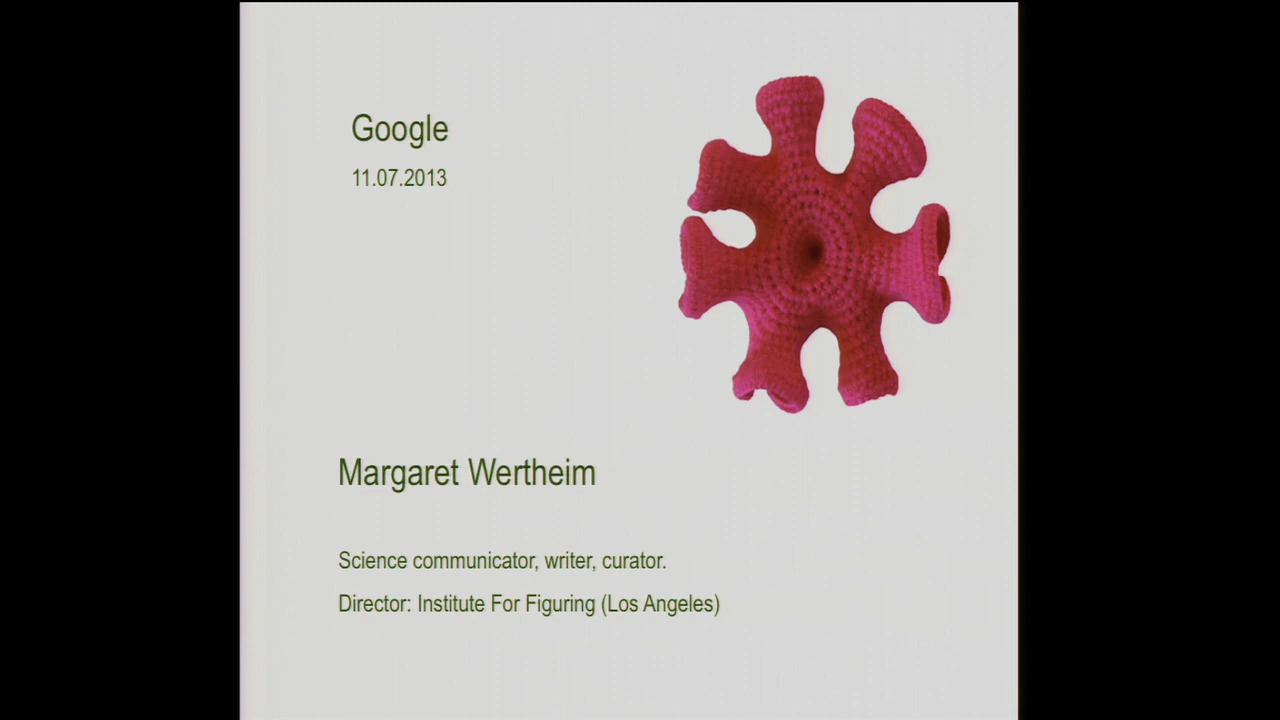 Google
11.07.2013
Margaret Wertheim
Science communicator, writer, curator.
Director: Institute For Figuring (Los Angeles)